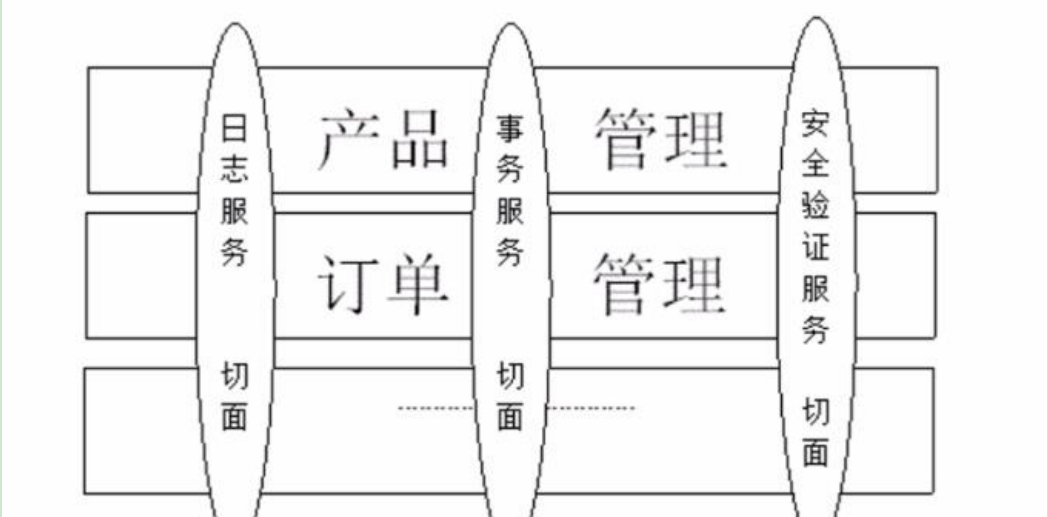 产品 管理
订单 管理
日志服务 切面
事务服务 切面
安全验证服务 切面